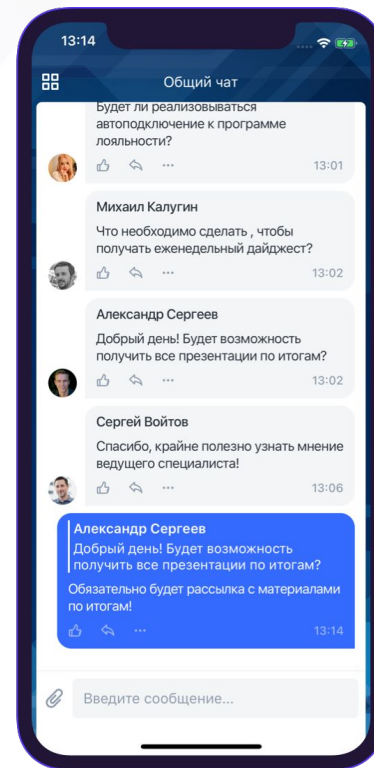 13:14
Общий чат
Будет ли реализовываться
автоподключение к программе
лояльности?
13:01
Михаил Калугин
Что необходимо сделать , чтобы
получать еженедельный дайджест?
13:02
Александр Сергеев
Добрый день! Будет возможность
получить все презентации по итогам?
13:02
Сергей Войтов
Спасибо, крайне полезно узнать мнение
ведущего специалиста!
13:06
Александр Сергеев
Добрый день! Будет возможность
получить все презентации по итогам?
Обязательно будет рассылка с материалами
по итогам!
13:14
Введите сообщение...